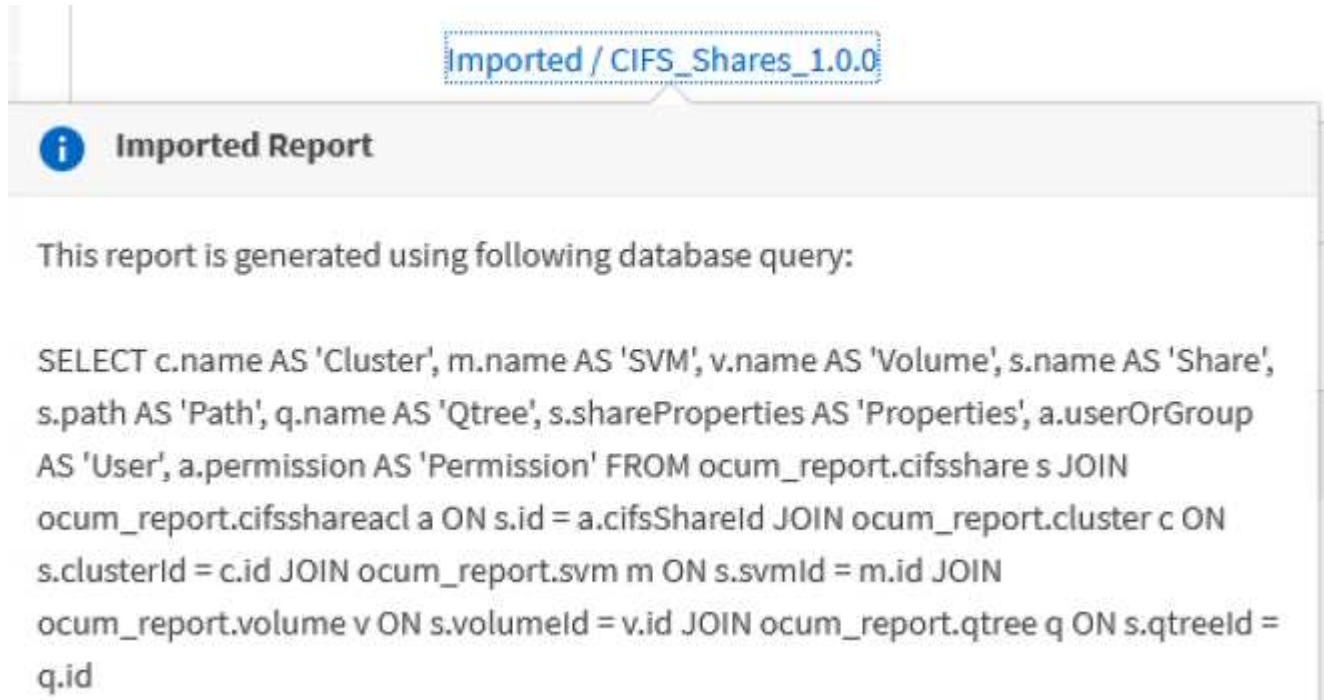 Imported / CIFS_Shares_1.0.0
Imported Report
This report is generated using following database query:
SELECT c.name AS 'Cluster', m.name AS 'SVM', v.name AS 'Volume', s.name AS 'Share',
s.path AS 'Path', q.name AS 'Qtree', s.shareProperties AS 'Properties', a.userOrGroup
AS 'User', a.permission AS 'Permission' FROM ocum_report.cifsshare s JOIN
ocum_report.cifsshareacl a ON s.id = a.cifsShareId JOIN ocum_report.cluster c ON
s.clusterId = c.id JOIN ocum_report.svm m ON s.svmId = m.id JOIN
ocum_report.volume v ON s.volumeId = v.id JOIN ocum_report.qtree q ON s.qtreeId =
q.id